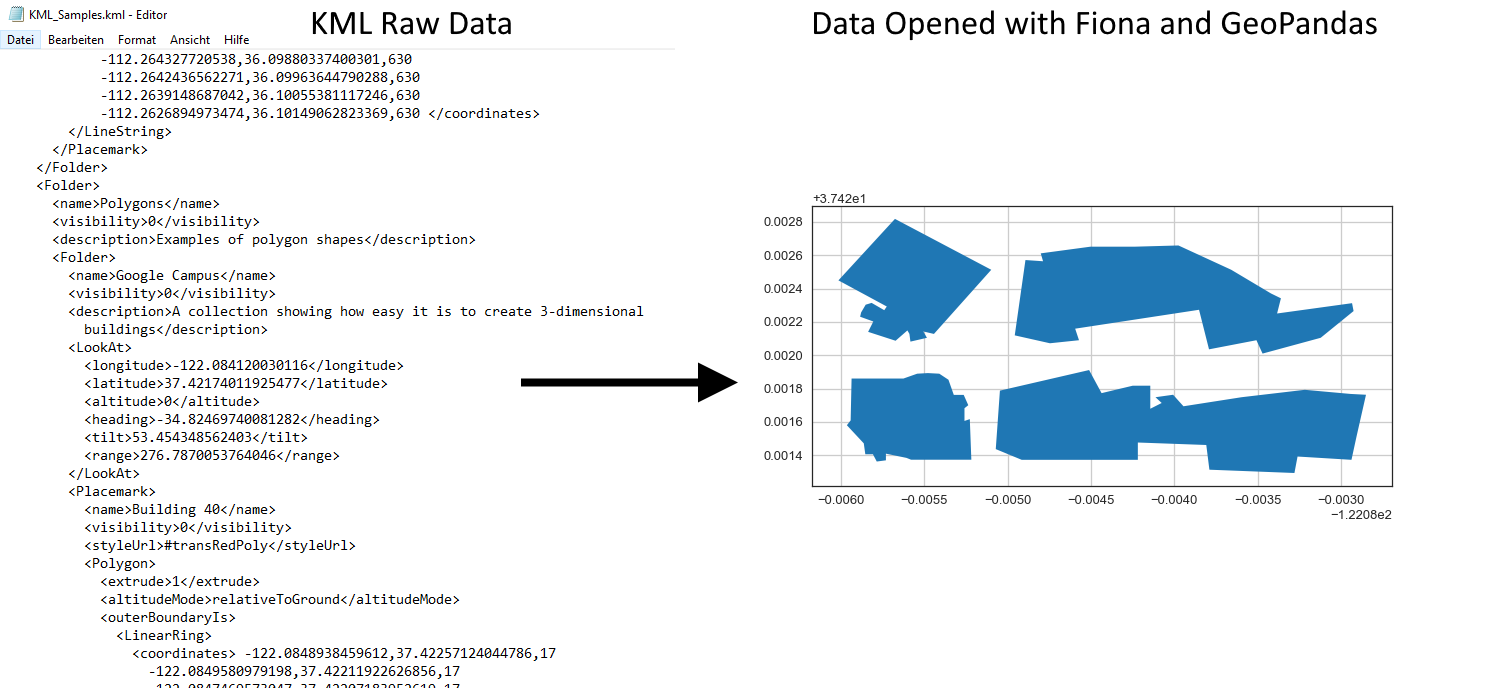 KML_Samples.kml - Editor
KML Raw Data
Data Opened with Fiona and GeoPandas
Datei Bearbeiten Format Ansicht Hilfe
-112.264327720538,36.09880337400301,630
-112.2642436562271,36.09963644790288,630
-112.2639148687042,36.10055381117246,630
-112.2626894973474,36.10149062823369,630 </coordinates>
</LineString>
</Placemark>
</Folder>
<Folder>
<name>Polygons</name>
<visibility>0</visibility>
<description>Examples of polygon shapes</description>
<Folder>
<name>Google Campus</name>
<visibility>0</visibility>
<description>A collection showing how easy it is to create 3-dimensional
buildings</description>
<LookAt>
<longitude>-122.084120030116</longitude>
<latitude>37.42174011925477</latitude>
<altitude>0</altitude>
<heading>-34.82469740081282</heading>
<tilt>53.454348562403</tilt>
<range>276.7870053764046</range>
</LookAt>
<Placemark>
<name>Building 40</name>
<visibility>0</visibility>
<styleUrl>#transRedPoly</styleUrl>
<Polygon>
<extrude>1</extrude>
<altitudeMode>relativeToGround</altitudeMode>
<outerBoundaryIs>
<LinearRing>
<coordinates> -122.0848938459612,37.42257124044786,17
-122.0849580979198,37.42211922626856,17
+3.742e1
0.0028
0.0026
0.0024
0.0022
0.0020
0.0018
0.0016
0.0014
−0.0060 −0.0055 −0.0050 −0.0045 −0.0040 −0.0035 −0.0030
−1.2208e2